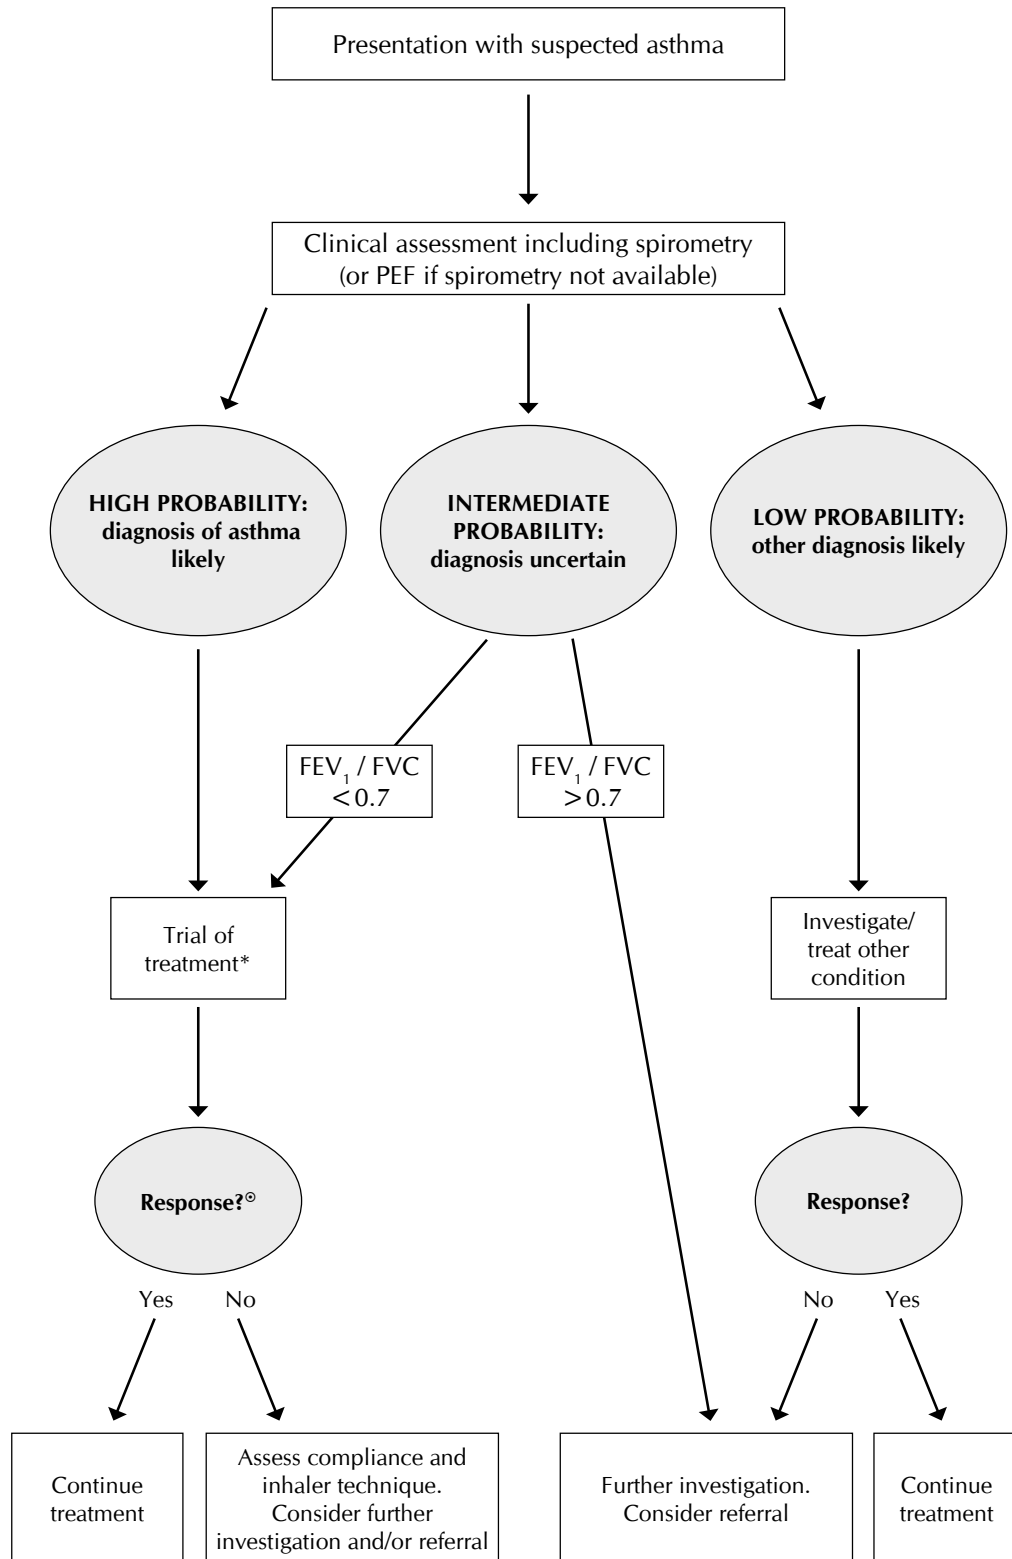 Presentation with suspected asthma
Clinical assessment including spirometry
(or PEF if spirometry not available)
HIGH PROBABILITY:
diagnosis of asthma
likely
INTERMEDIATE
PROBABILITY:
diagnosis uncertain
LOW PROBABILITY:
other diagnosis likely
FEV₁ / FVC
<0.7
FEV₁ / FVC
>0.7
Trial of
treatment*
Investigate/
treat other
condition
Response?⊙
Response?
Yes
No
No
Yes
Continue
treatment
Assess compliance and
inhaler technique.
Consider further
investigation and/or referral
Further investigation.
Consider referral
Continue
treatment